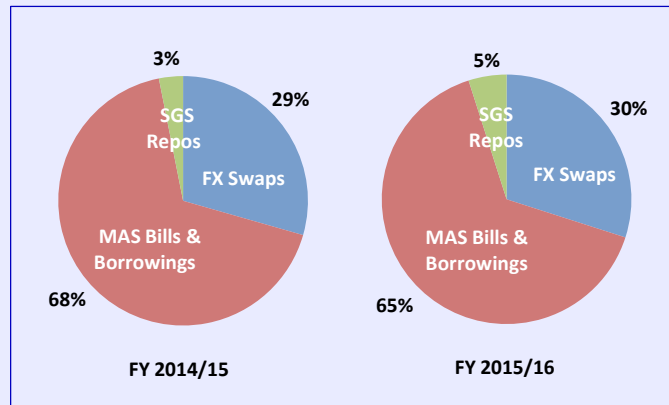 3%
29%
SGS
Repos
FX Swaps
MAS Bills &
Borrowings
68%
FY 2014/15
5%
30%
SGS
Repos
FX Swaps
MAS Bills &
Borrowings
65%
FY 2015/16